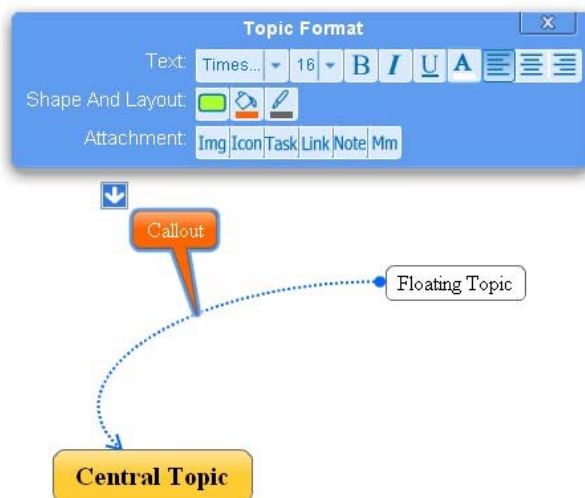 Topic Format X
Text: Times... 16 B I U A
Shape And Layout:
Attachment: Img Icon Task Link Note Mm
Callout
Floating Topic
Central Topic